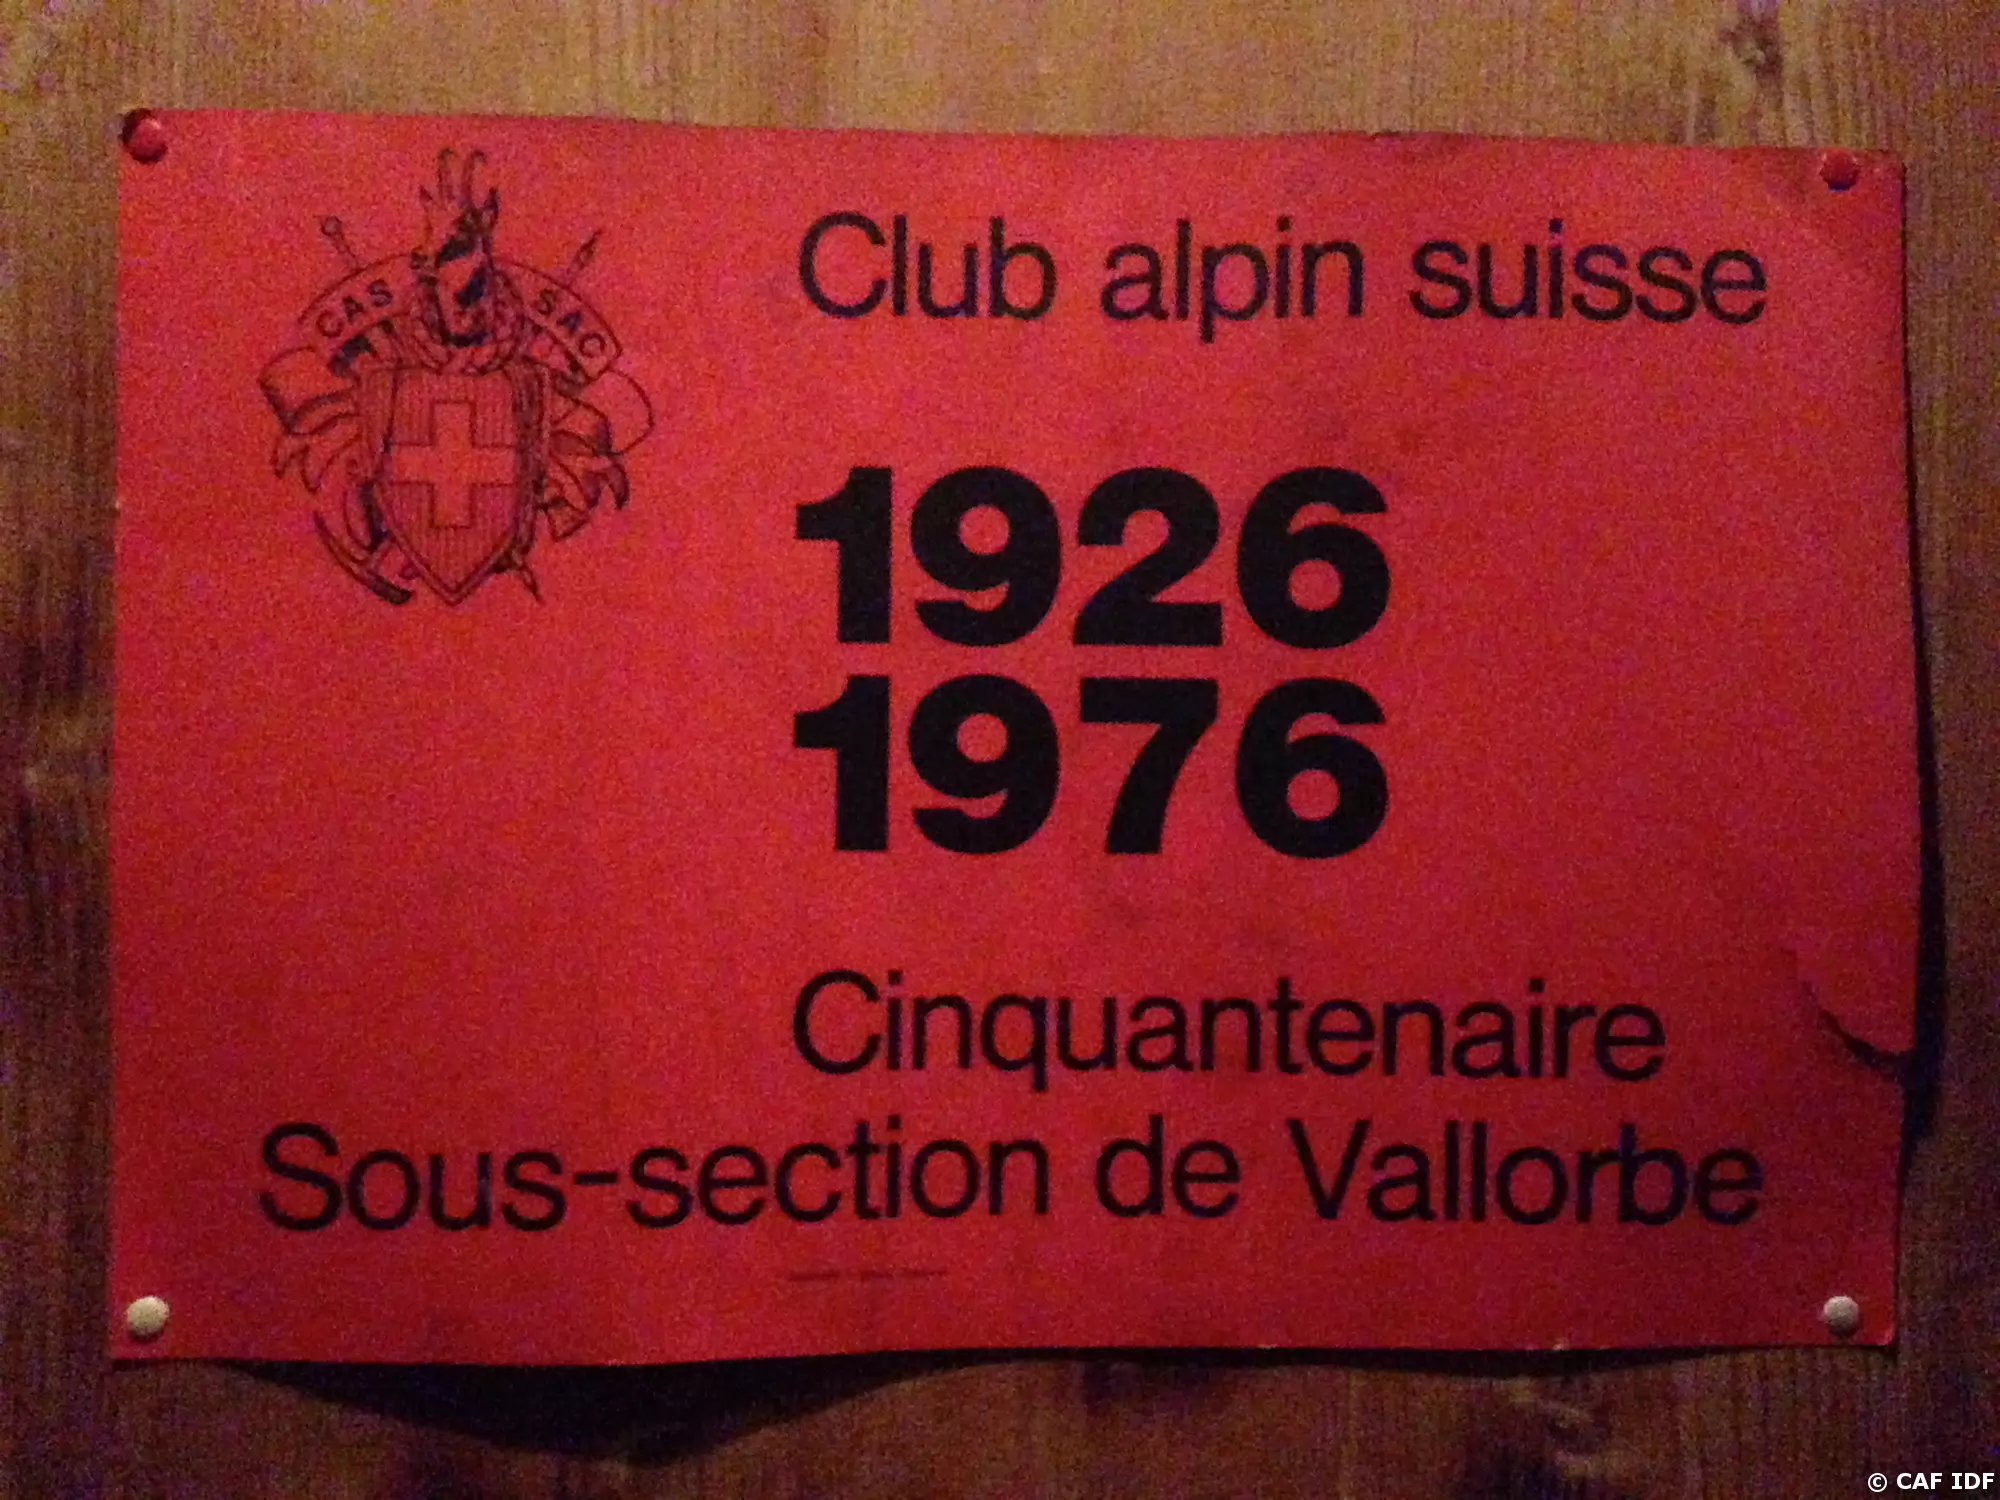 CAS SAC
Club alpin suisse
1926
1976
Cinquantenaire
Sous-section de Vallorbe
© CAF IDF